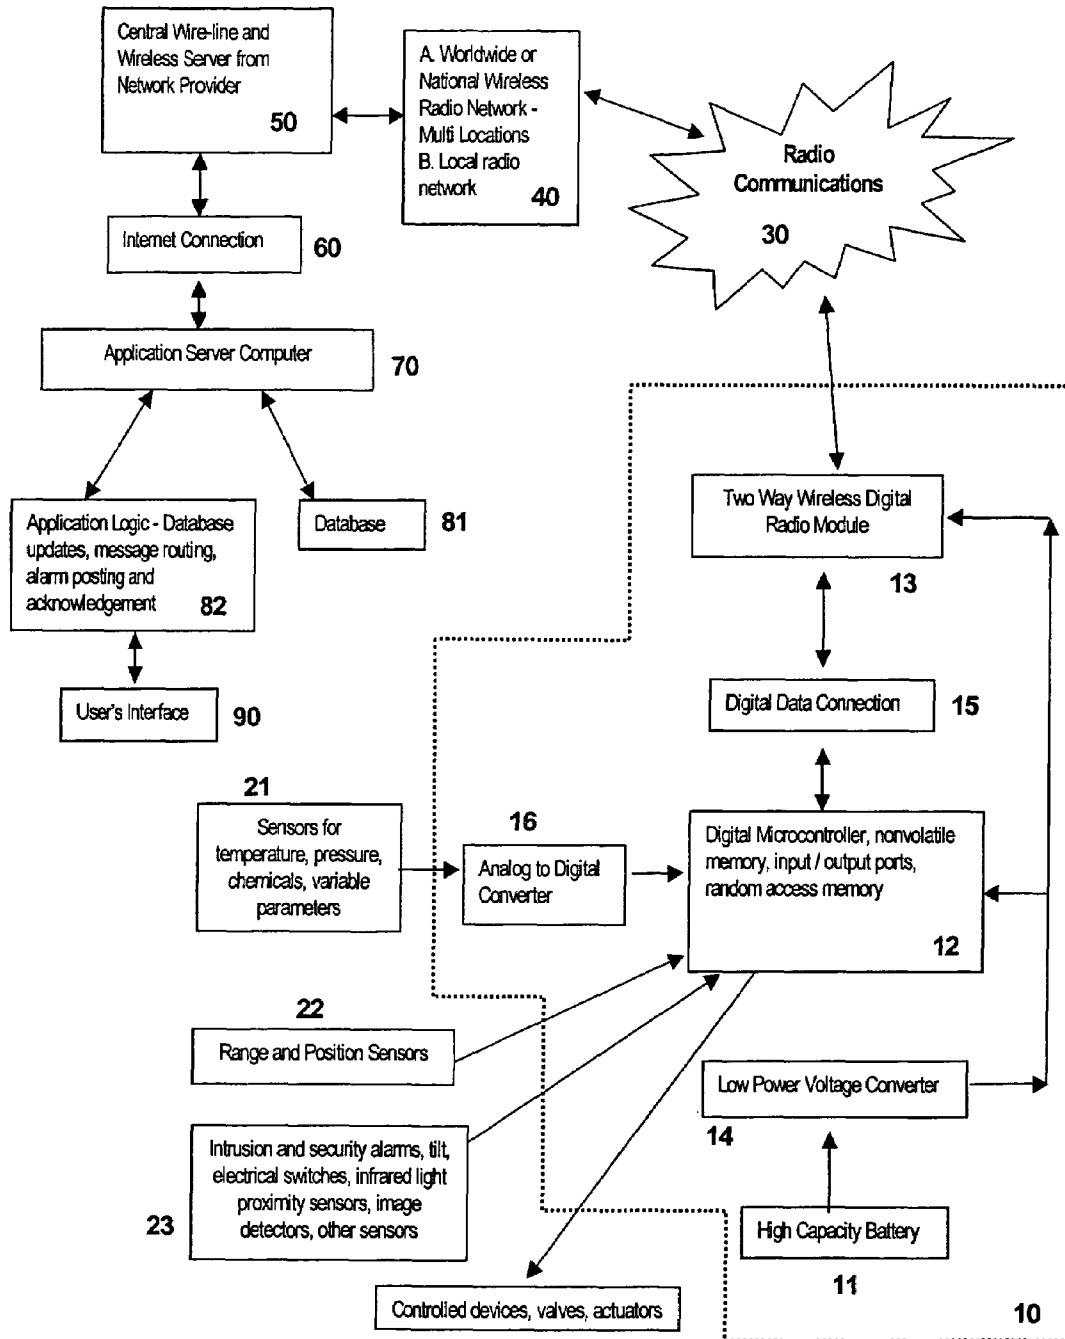 Central Wire-line and
Wireless Server from
Network Provider
50
A. Worldwide or
National Wireless
Radio Network -
Multi Locations
B. Local radio
network
40
Radio
Communications
30
Internet Connection
60
Application Server Computer
70
Application Logic - Database
updates, message routing,
alarm posting and
acknowledgement
82
Database
81
User's Interface
90
Two Way Wireless Digital
Radio Module
13
Digital Data Connection
15
21
Sensors for
temperature, pressure,
chemicals, variable
parameters
16
Analog to Digital
Converter
Digital Microcontroller, nonvolatile
memory, input / output ports,
random access memory
12
22
Range and Position Sensors
Low Power Voltage Converter
14
Intrusion and security alarms, tilt,
electrical switches, infrared light
proximity sensors, image
detectors, other sensors
23
High Capacity Battery
11
Controlled devices, valves, actuators
10